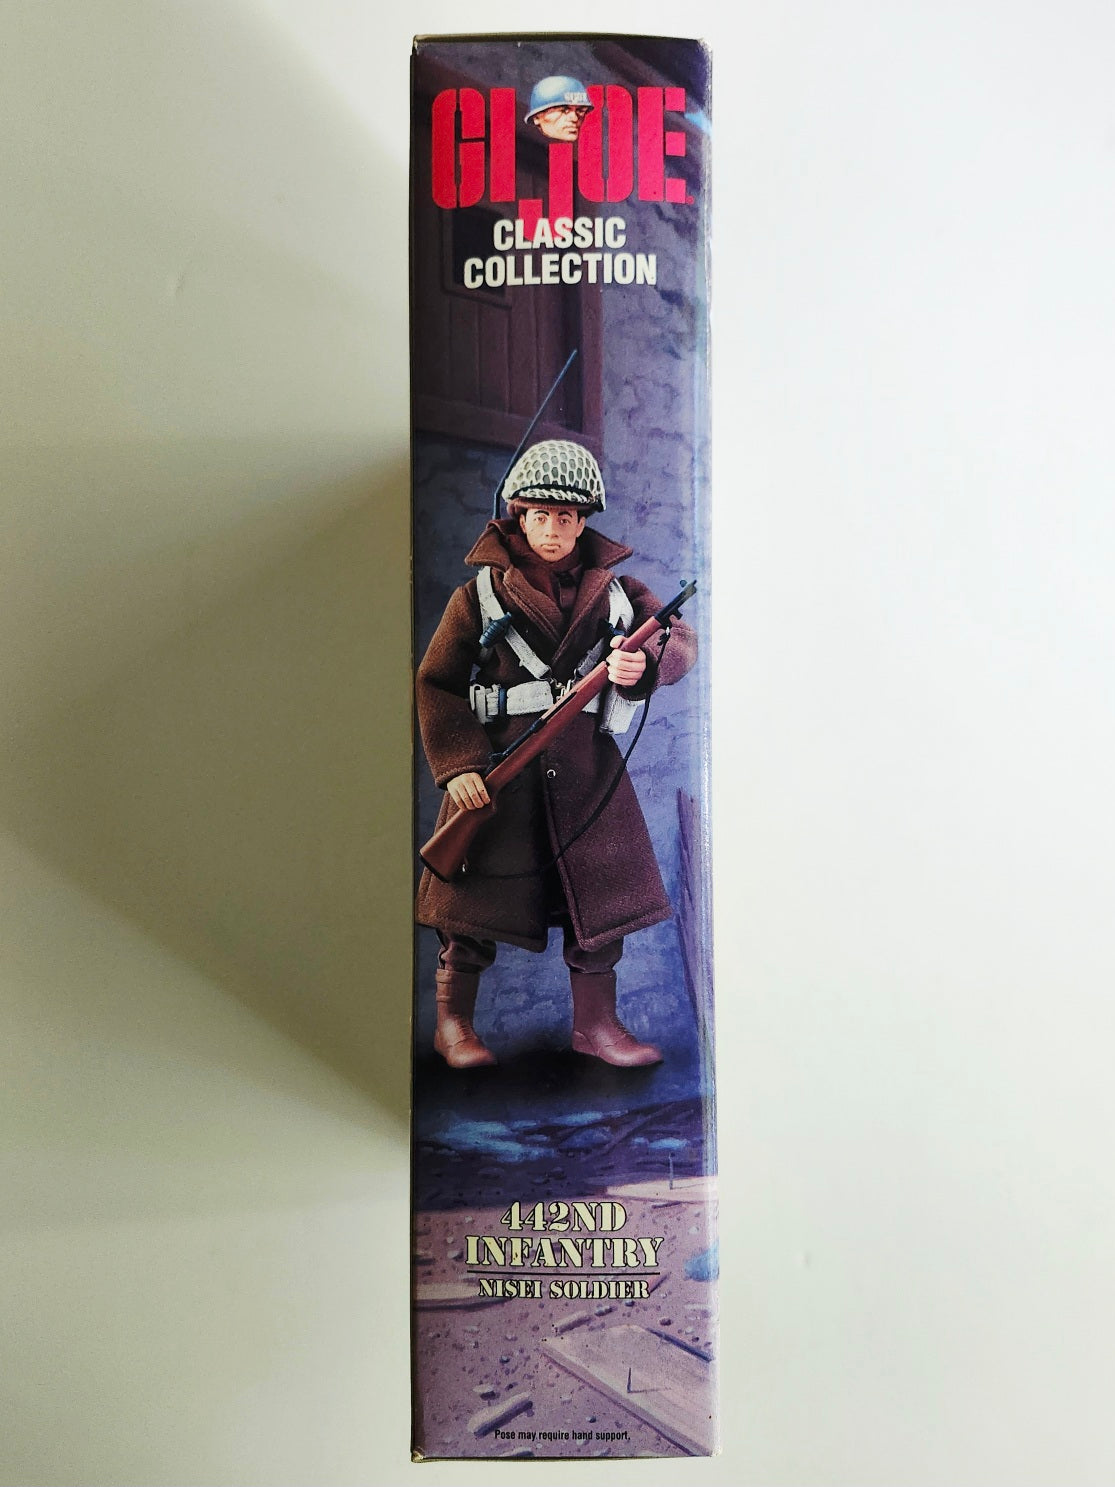 GI JOE
CLASSIC
COLLECTION
442ND
INFANTRY
NISEI SOLDIER
Pose may require hand support.